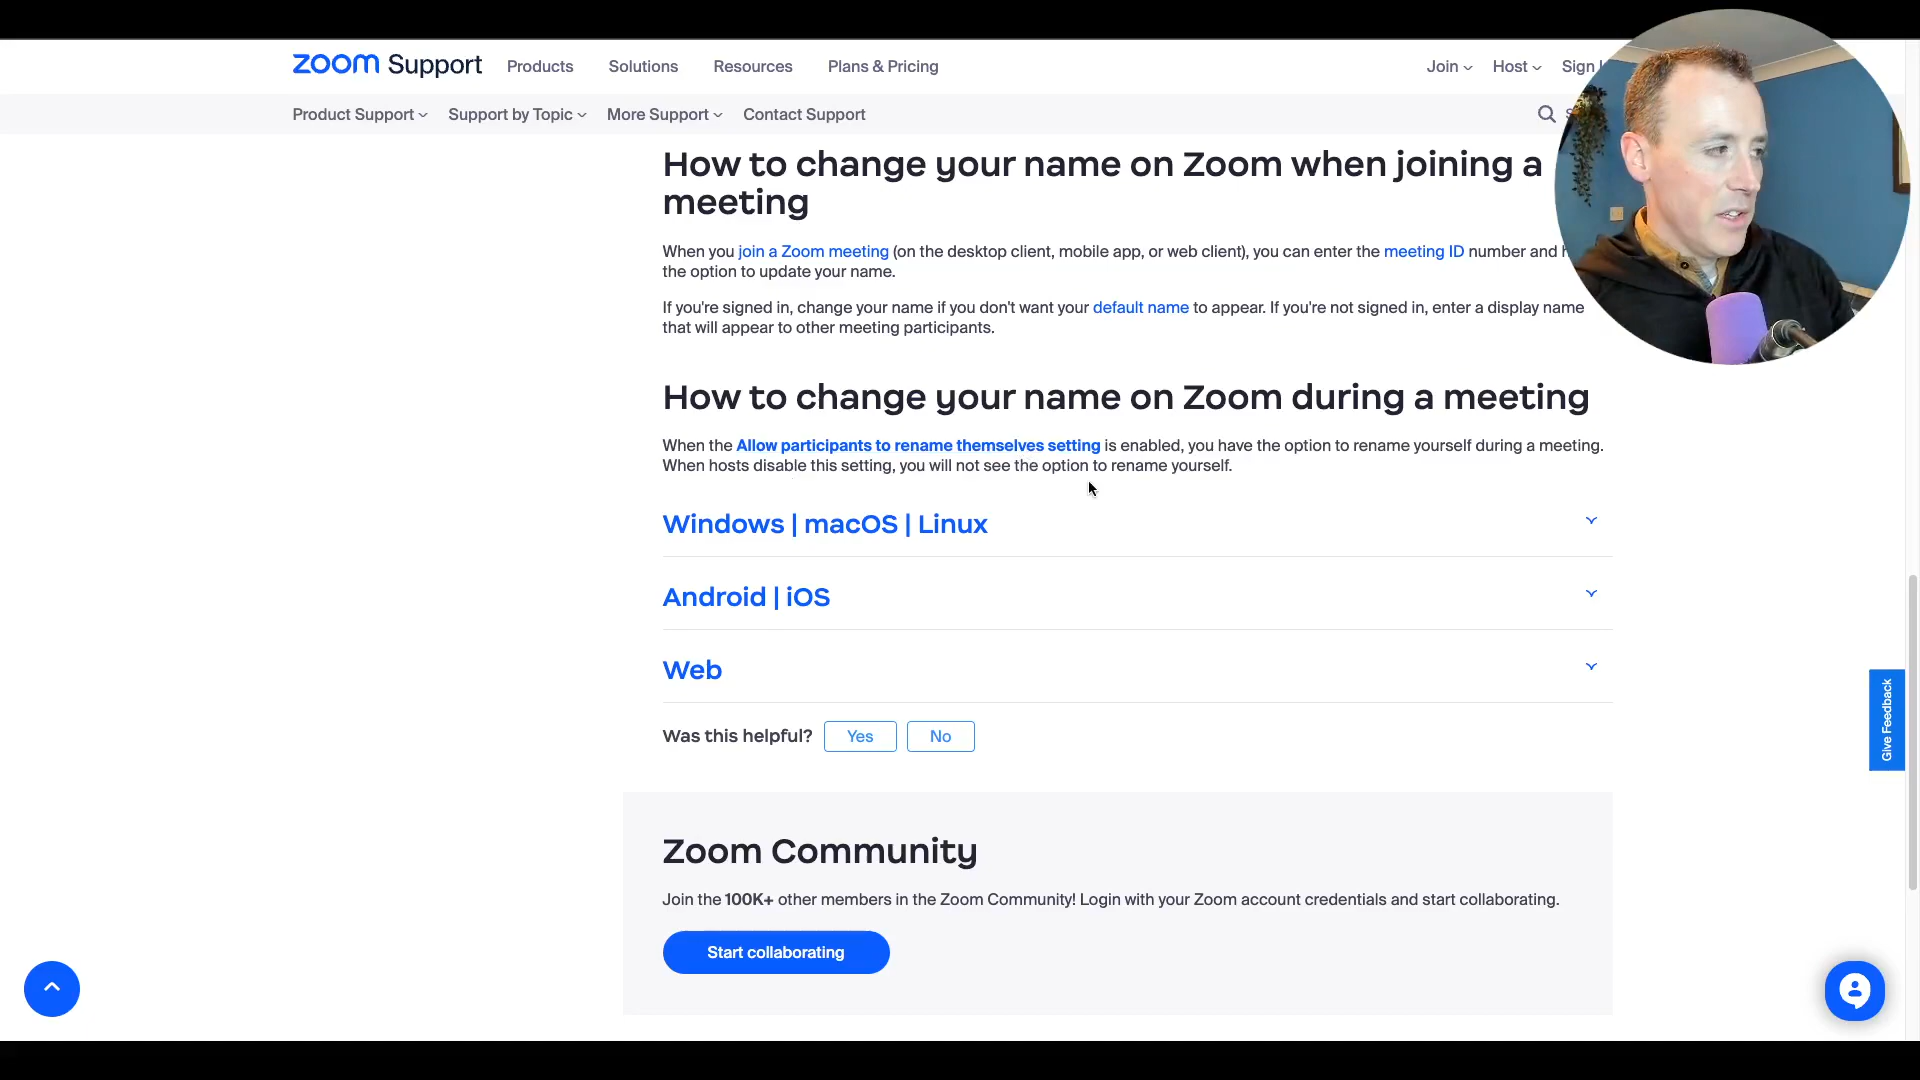 zoom Support
Products
Solutions
Resources
Plans & Pricing
Join
Host
Sign
Product Support
Support by Topic
More Support
Contact Support
How to change your name on Zoom when joining a
meeting
When you join a Zoom meeting (on the desktop client, mobile app, or web client), you can enter the meeting ID number and
the option to update your name.
If you're signed in, change your name if you don't want your default name to appear. If you're not signed in, enter a display name
that will appear to other meeting participants.
How to change your name on Zoom during a meeting
When the Allow participants to rename themselves setting is enabled, you have the option to rename yourself during a meeting.
When hosts disable this setting, you will not see the option to rename yourself.
Windows | macOS | Linux
Android | iOS
Web
Give Feedback
Was this helpful?
Yes
No
Zoom Community
Join the 100K+ other members in the Zoom Community! Login with your Zoom account credentials and start collaborating.
Start collaborating